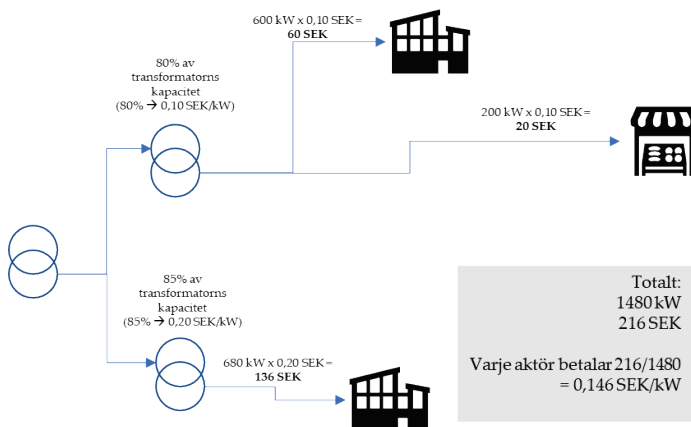 600 kW x 0,10 SEK =
60 SEK
80% av
transformatorns
kapacitet
(80% → 0,10 SEK/kW)
200 kW x 0,10 SEK =
20 SEK
85% av
transformatorns
kapacitet
(85% → 0,20 SEK/kW)
680 kW x 0,20 SEK =
136 SEK
Totalt:
1480 kW
216 SEK
Varje aktör betalar 216/1480
= 0,146 SEK/kW